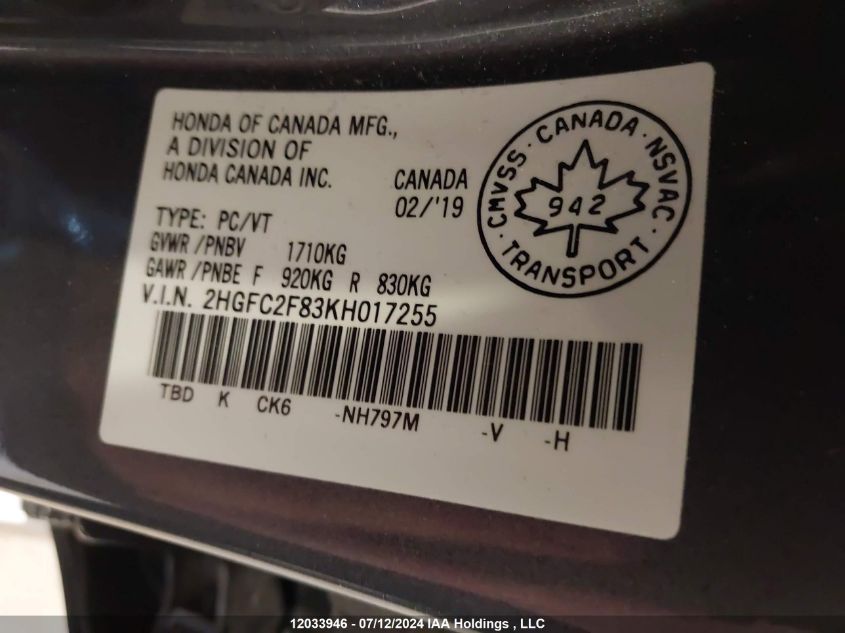 HONDA OF CANADA MFG.,
A DIVISION OF
HONDA CANADA INC.
CANADA
02/'19
TYPE: PC/VT
GVWR /PNBV 1710KG
GAWR /PNBE F 920KG R 830KG
V.I.N. 2HGFC2F83KH017255
TBD K CK6 -NH797M -V -H
CMVSS · CANADA · NSVAC
942
· TRANSPORT ·
12033946 - 07/12/2024 IAA Holdings , LLC